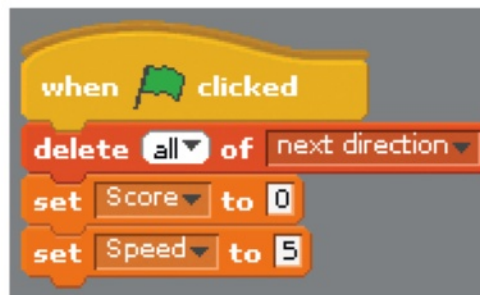 when clicked
delete all of next direction
set Score to 0
set Speed to 5